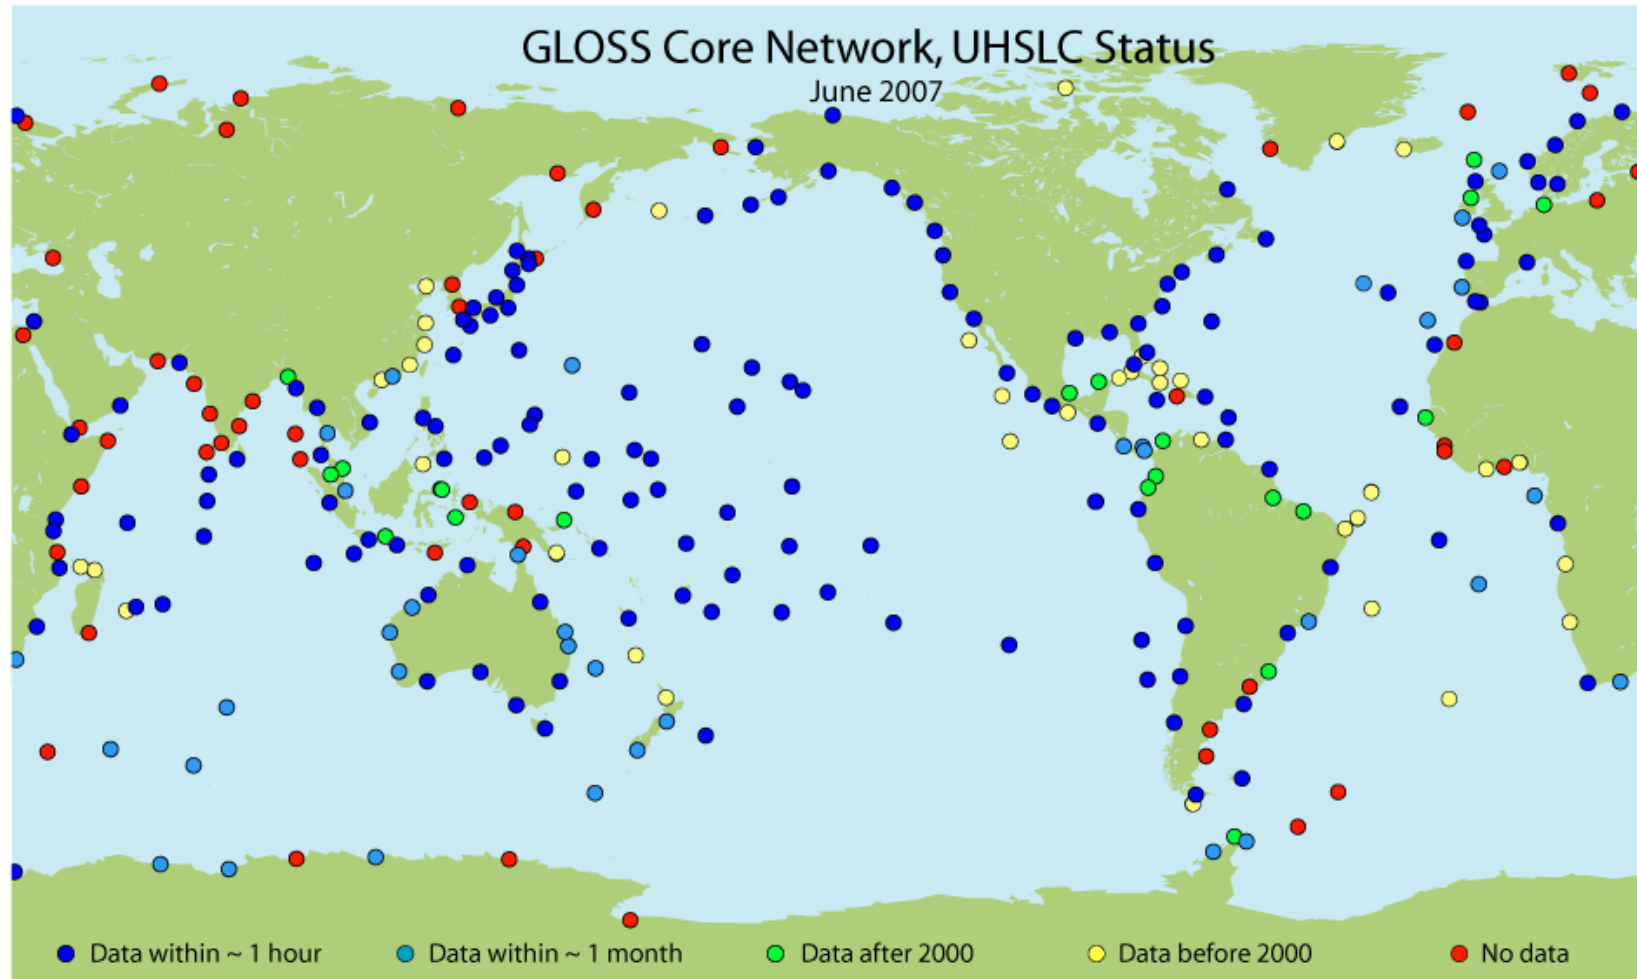 GLOSS Core Network, UHSLC Status
June 2007
Data within ~ 1 hour
Data within ~ 1 month
Data after 2000
Data before 2000
No data